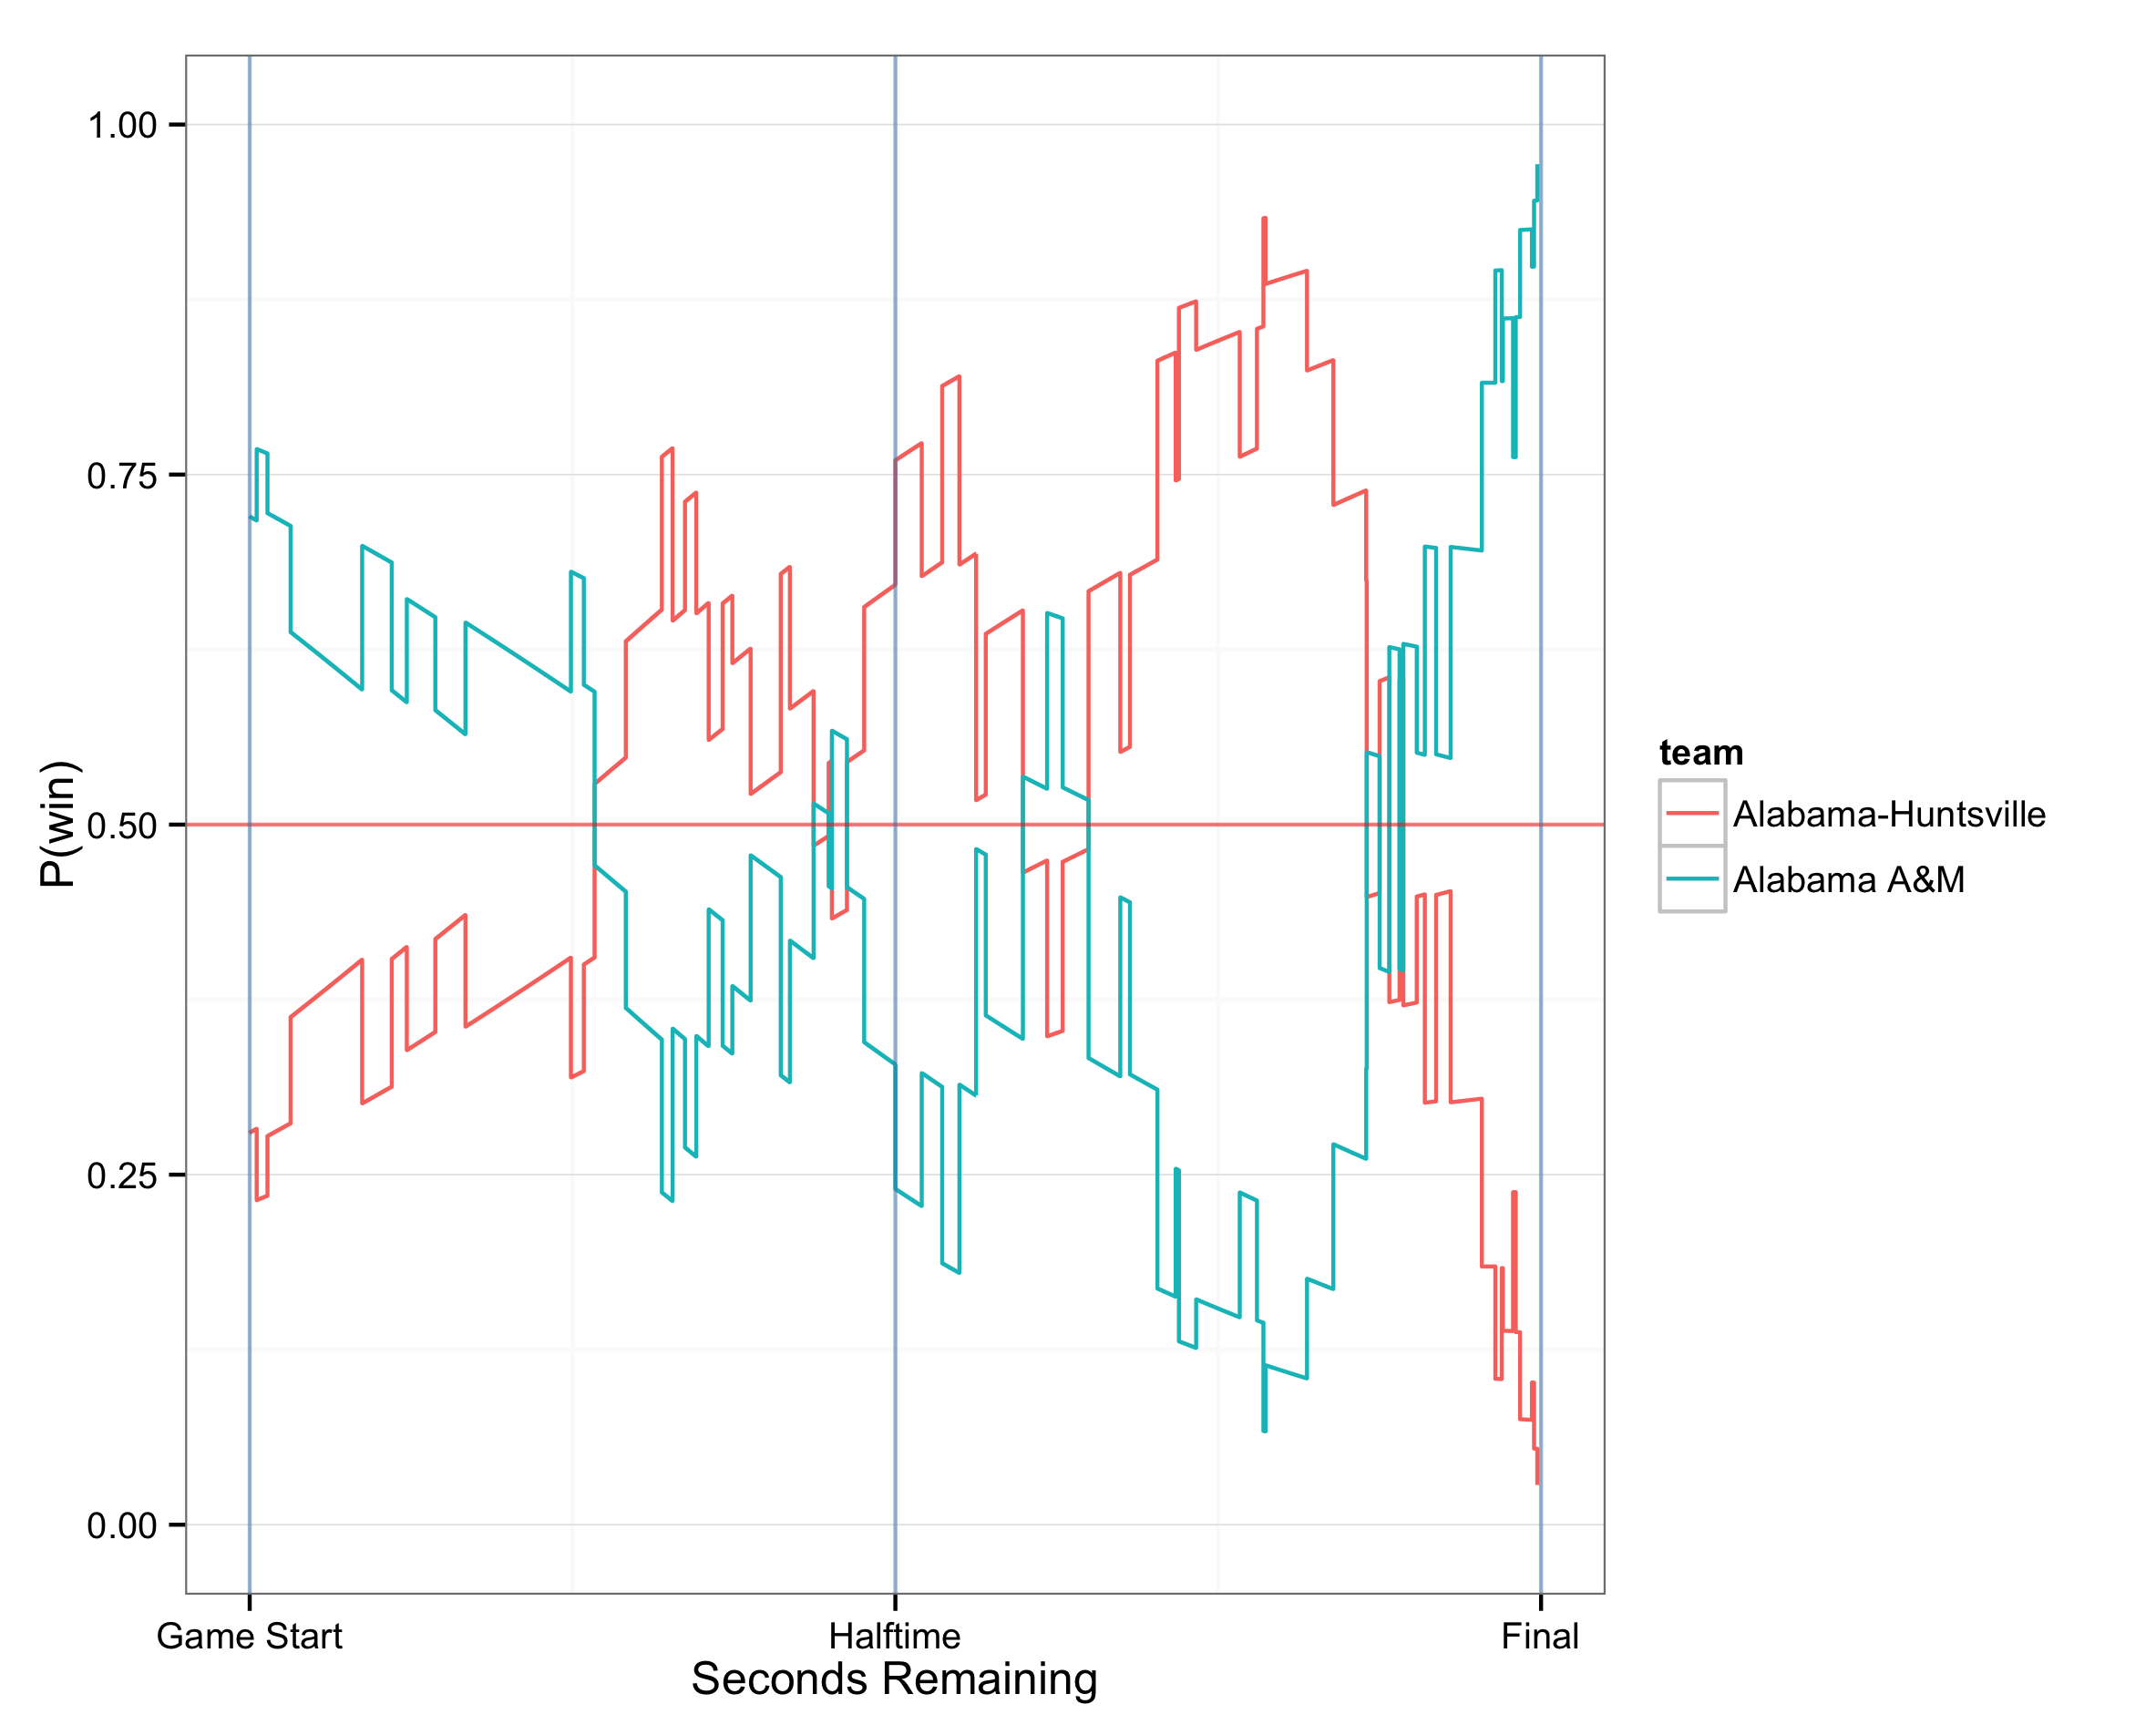 1.00
0.75
0.50
0.25
0.00
P(win)
Game Start
Halftime
Final
Seconds Remaining
team
Alabama-Huntsville
Alabama A&M